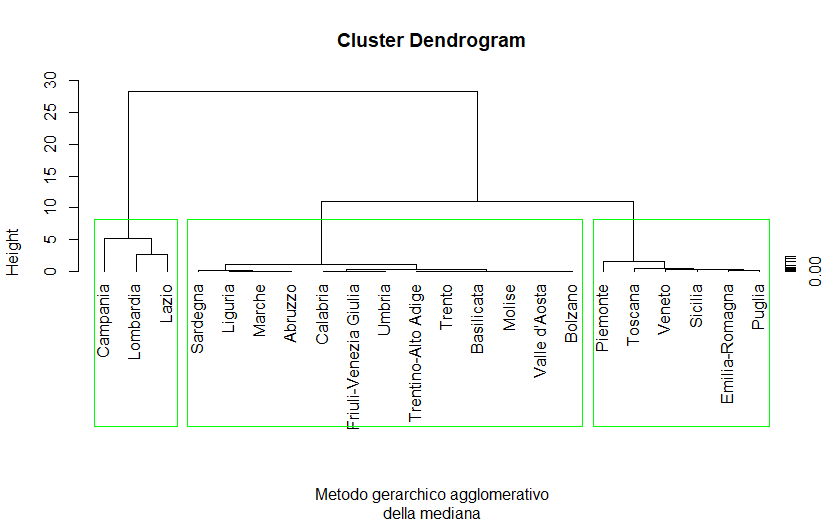 Cluster Dendrogram
Height
30
25
20
15
10
5
0
Campania
Lombardia
Lazio
Sardegna
Liguria
Marche
Abruzzo
Calabria
Friuli-Venezia Giulia
Umbria
Trentino-Alto Adige
Trento
Basilicata
Molise
Valle d'Aosta
Bolzano
Piemonte
Toscana
Veneto
Sicilia
Emilia-Romagna
Puglia
0.00
Metodo gerarchico agglomerativo
della mediana